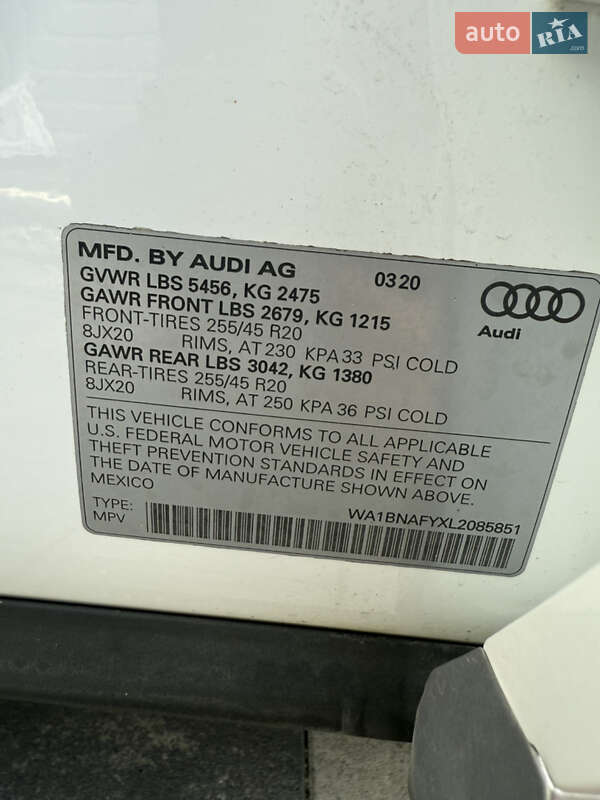 auto RIA
.com
MFD. BY AUDI AG 0320
GVWR LBS 5456, KG 2475
GAWR FRONT LBS 2679, KG 1215
FRONT-TIRES 255/45 R20
8JX20 RIMS, AT 230 KPA 33 PSI COLD
GAWR REAR LBS 3042, KG 1380
REAR-TIRES 255/45 R20
8JX20 RIMS, AT 250 KPA 36 PSI COLD
Audi
THIS VEHICLE CONFORMS TO ALL APPLICABLE
U.S. FEDERAL MOTOR VEHICLE SAFETY AND
THEFT PREVENTION STANDARDS IN EFFECT ON
THE DATE OF MANUFACTURE SHOWN ABOVE.
MEXICO
TYPE:
MPV
WA1BNAFYXL2085851